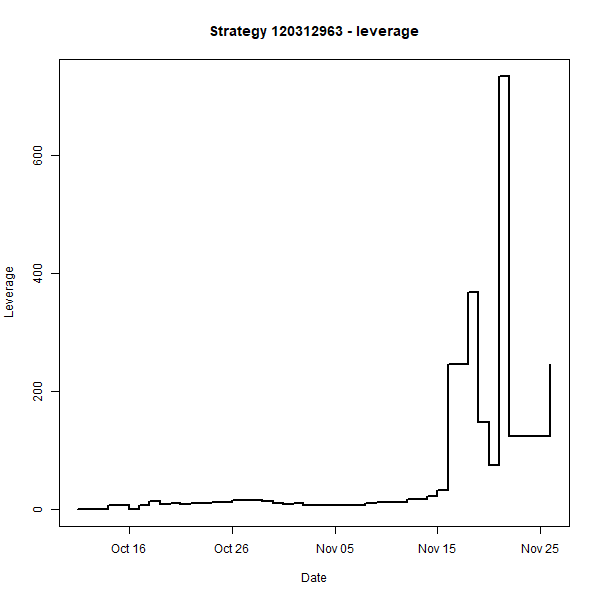 Strategy 120312963 - leverage
600
400
200
0
Leverage
Oct 16
Oct 26
Nov 05
Nov 15
Nov 25
Date